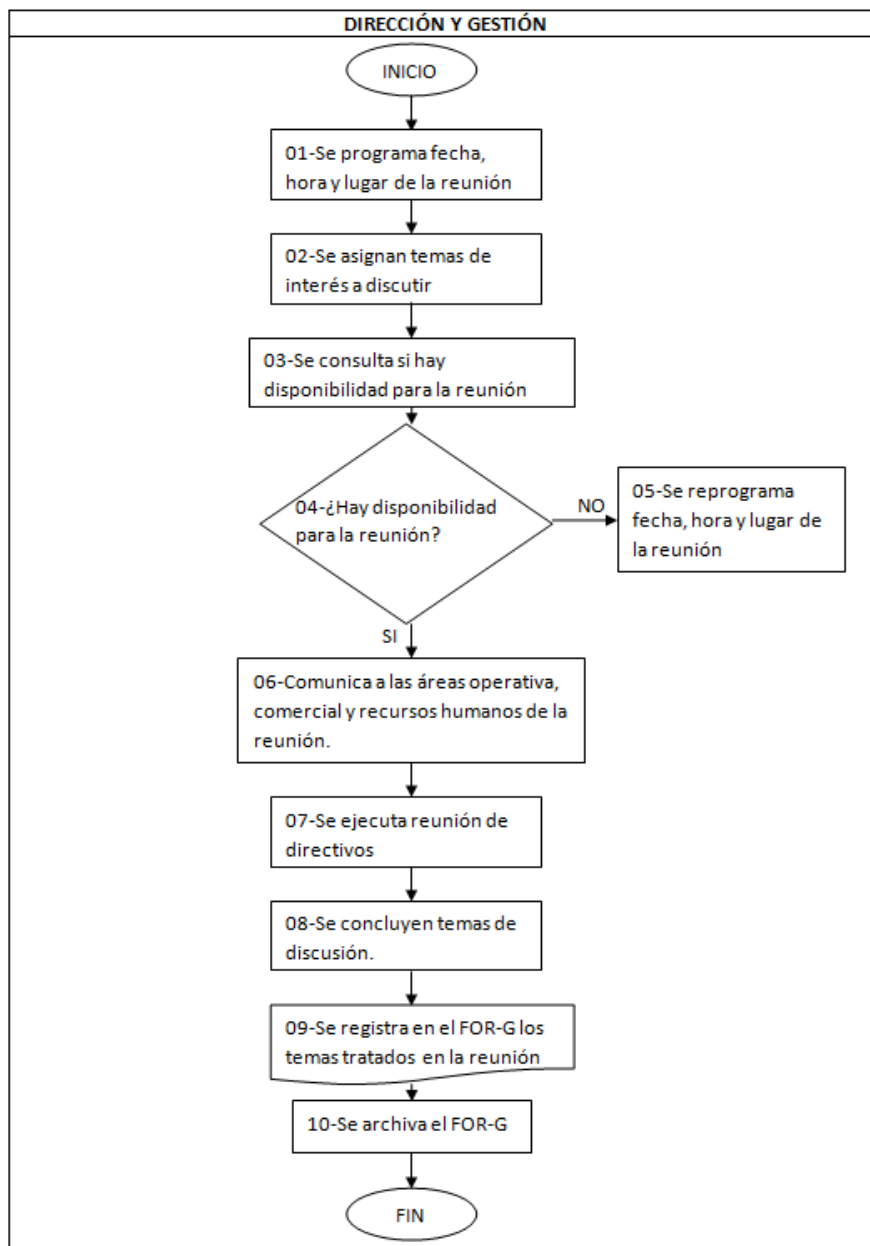 DIRECCIÓN Y GESTIÓN
INICIO
01-Se programa fecha,
hora y lugar de la reunión
02-Se asignan temas de
interés a discutir
03-Se consulta si hay
disponibilidad para la reunión
04-¿Hay disponibilidad
para la reunión?
NO
05-Se reprograma
fecha, hora y lugar de
la reunión
SI
06-Comunica a las áreas operativa,
comercial y recursos humanos de la
reunión.
07-Se ejecuta reunión de
directivos
08-Se concluyen temas de
discusión.
09-Se registra en el FOR-G los
temas tratados en la reunión
10-Se archiva el FOR-G
FIN